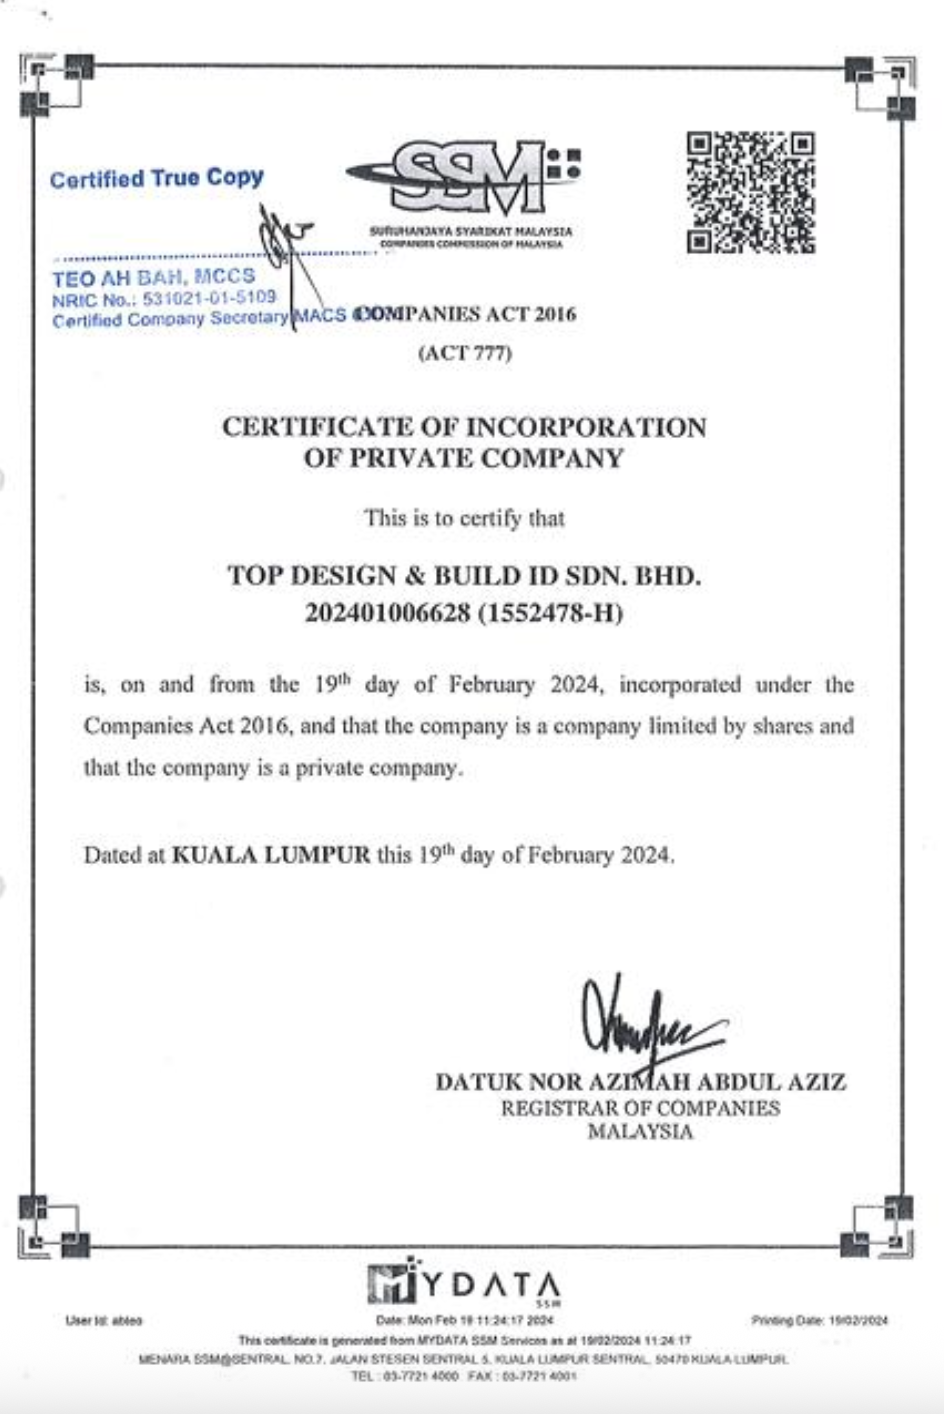 Certified True Copy
TEO AH BAH, MCCS
NRIC No.: 531021-01-5109
Certified Company Secretary MACS
SSM
SURUHANJAYA SYARIKAT MALAYSIA
COMPANIES COMMISSION OF MALAYSIA
COMPANIES ACT 2016
(ACT 777)
CERTIFICATE OF INCORPORATION
OF PRIVATE COMPANY
This is to certify that
TOP DESIGN & BUILD ID SDN. BHD.
202401006628 (1552478-H)
is, on and from the 19th day of February 2024, incorporated under the
Companies Act 2016, and that the company is a company limited by shares and
that the company is a private company.
Dated at KUALA LUMPUR this 19th day of February 2024.
DATUK NOR AZIMAH ABDUL AZIZ
REGISTRAR OF COMPANIES
MALAYSIA
MYDATA
SSM
User Id: ableo
Date: Mon Feb 19 11:24:17 2024
Printing Date: 19/02/2024
This certificate is generated from MYDATA SSM Services as at 19/02/2024 11:24:17
MENARA SSM@SENTRAL, NO.7, JALAN STESEN SENTRAL 5, KUALA LUMPUR SENTRAL, 50470 KUALA LUMPUR.
TEL : 03-7721 4000 FAX : 03-7721 4001